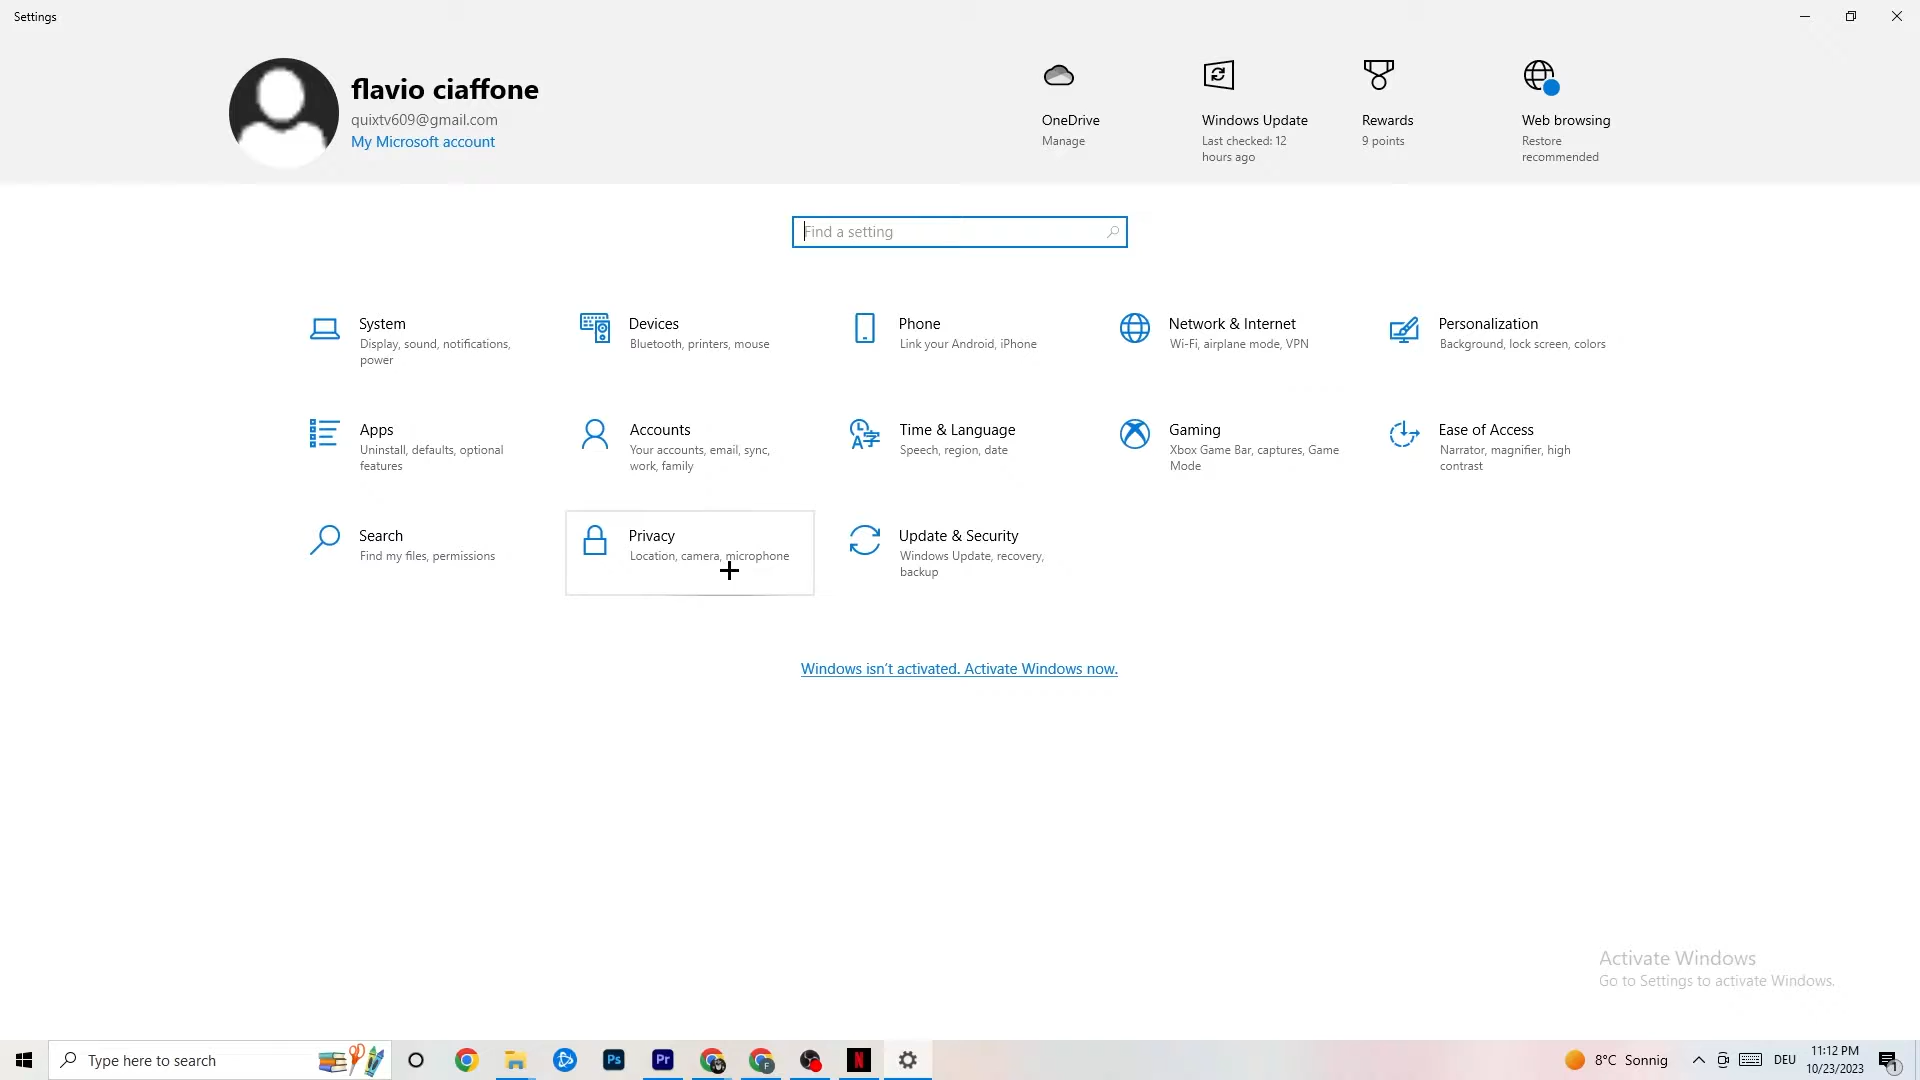 Settings
flavio ciaffone
quixtv609@gmail.com
My Microsoft account
OneDrive
Manage
Windows Update
Last checked: 12
hours ago
Rewards
9 points
Web browsing
Restore
recommended
Find a setting
System
Display, sound, notifications,
power
Devices
Bluetooth, printers, mouse
Phone
Link your Android, iPhone
Network & Internet
Wi-Fi, airplane mode, VPN
Personalization
Background, lock screen, colors
Apps
Uninstall, defaults, optional
features
Accounts
Your accounts, email, sync,
work, family
Time & Language
Speech, region, date
Gaming
Xbox Game Bar, captures, Game
Mode
Ease of Access
Narrator, magnifier, high
contrast
Search
Find my files, permissions
Privacy
Location, camera, microphone
Update & Security
Windows Update, recovery,
backup
Windows isn't activated. Activate Windows now.
Activate Windows
Go to Settings to activate Windows.
Type here to search
Ps
Pr
F
N
8°C Sonnig
DEU
11:12 PM
10/23/2023
1